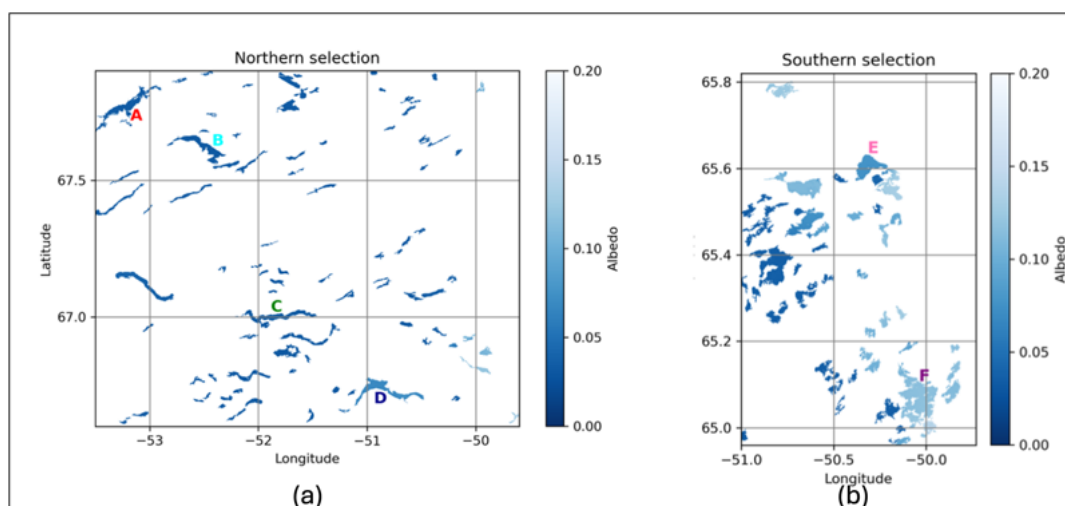 Northern selection
A
B
C
D
67.5
67.0
Latitude
−53
−52
−51
−50
Longitude
0.20
0.15
0.10
0.05
0.00
Albedo
(a)
Southern selection
E
F
65.8
65.6
65.4
65.2
65.0
−51.0
−50.5
−50.0
Longitude
0.20
0.15
0.10
0.05
0.00
Albedo
(b)